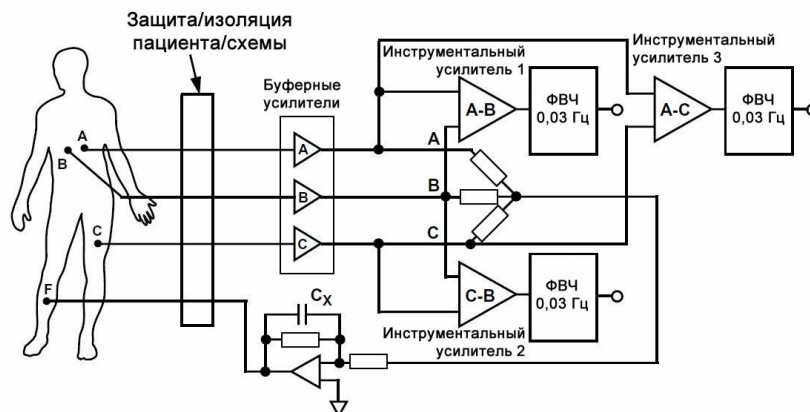 Защита/изоляция
пациента/схемы
Буферные
усилители
Инструментальный
усилитель 1
Инструментальный
усилитель 3
A-B
ФВЧ
0,03 Гц
A-C
ФВЧ
0,03 Гц
A
B
C
F
A
B
C
A
B
C
C-B
ФВЧ
0,03 Гц
Инструментальный
усилитель 2
CX